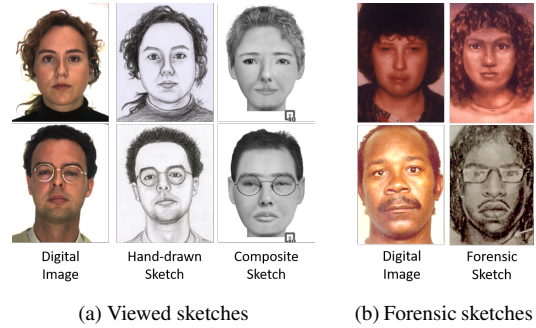 Digital Image
Hand-drawn Sketch
Composite Sketch
Digital Image
Forensic Sketch
(a) Viewed sketches
(b) Forensic sketches